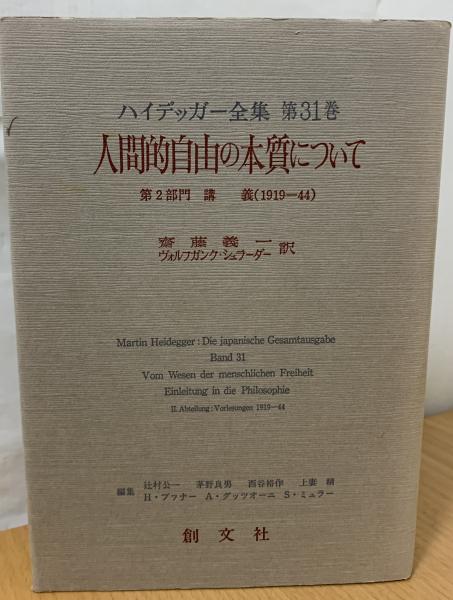 ハイデッガー全集 第31巻
人間的自由の本質について
第2部門 講 義(1919—44)
齋藤義一
ヴォルフガンク・シュラーダー 訳
Martin Heidegger : Die japanische Gesamtausgabe
Band 31
Vom Wesen der menschlichen Freiheit
Einleitung in die Philosophie
II. Abteilung : Vorlesungen 1919—44
編集 辻村公一 茅野良男 西谷裕作 上妻 精
H・ブァナー A・グッツオーニ S・ミュラー
創文社